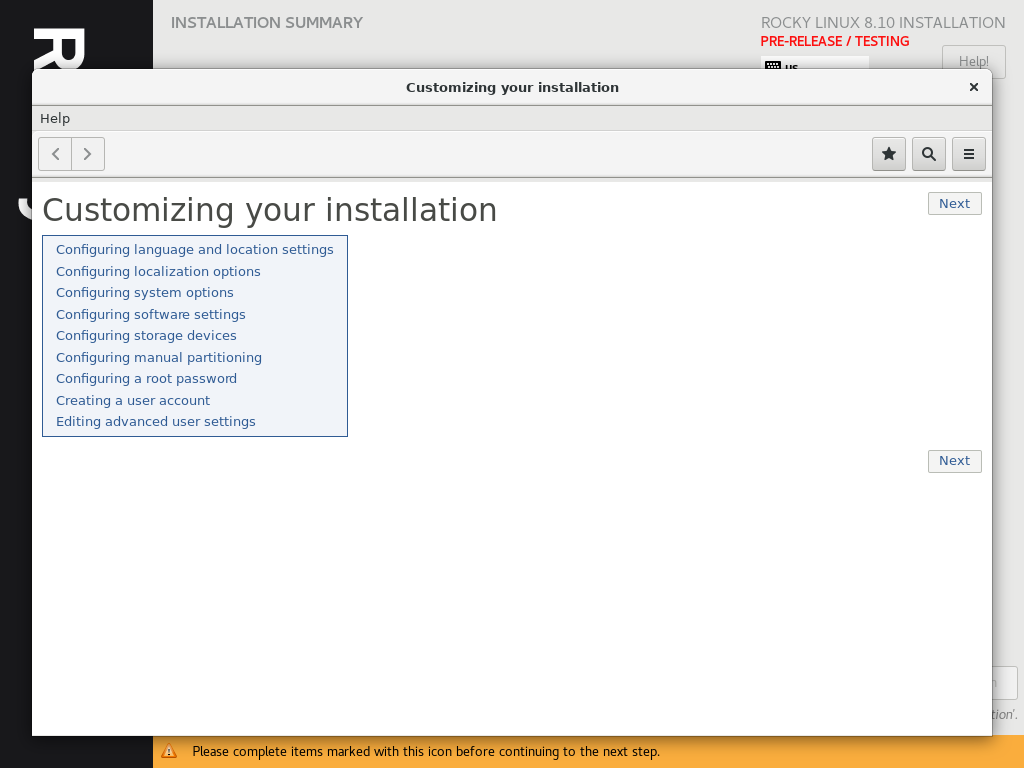 INSTALLATION SUMMARY
ROCKY LINUX 8.10 INSTALLATION
PRE-RELEASE / TESTING
us
Help!
Customizing your installation
Help
Customizing your installation
Next
Configuring language and location settings
Configuring localization options
Configuring system options
Configuring software settings
Configuring storage devices
Configuring manual partitioning
Configuring a root password
Creating a user account
Editing advanced user settings
Next
Please complete items marked with this icon before continuing to the next step.